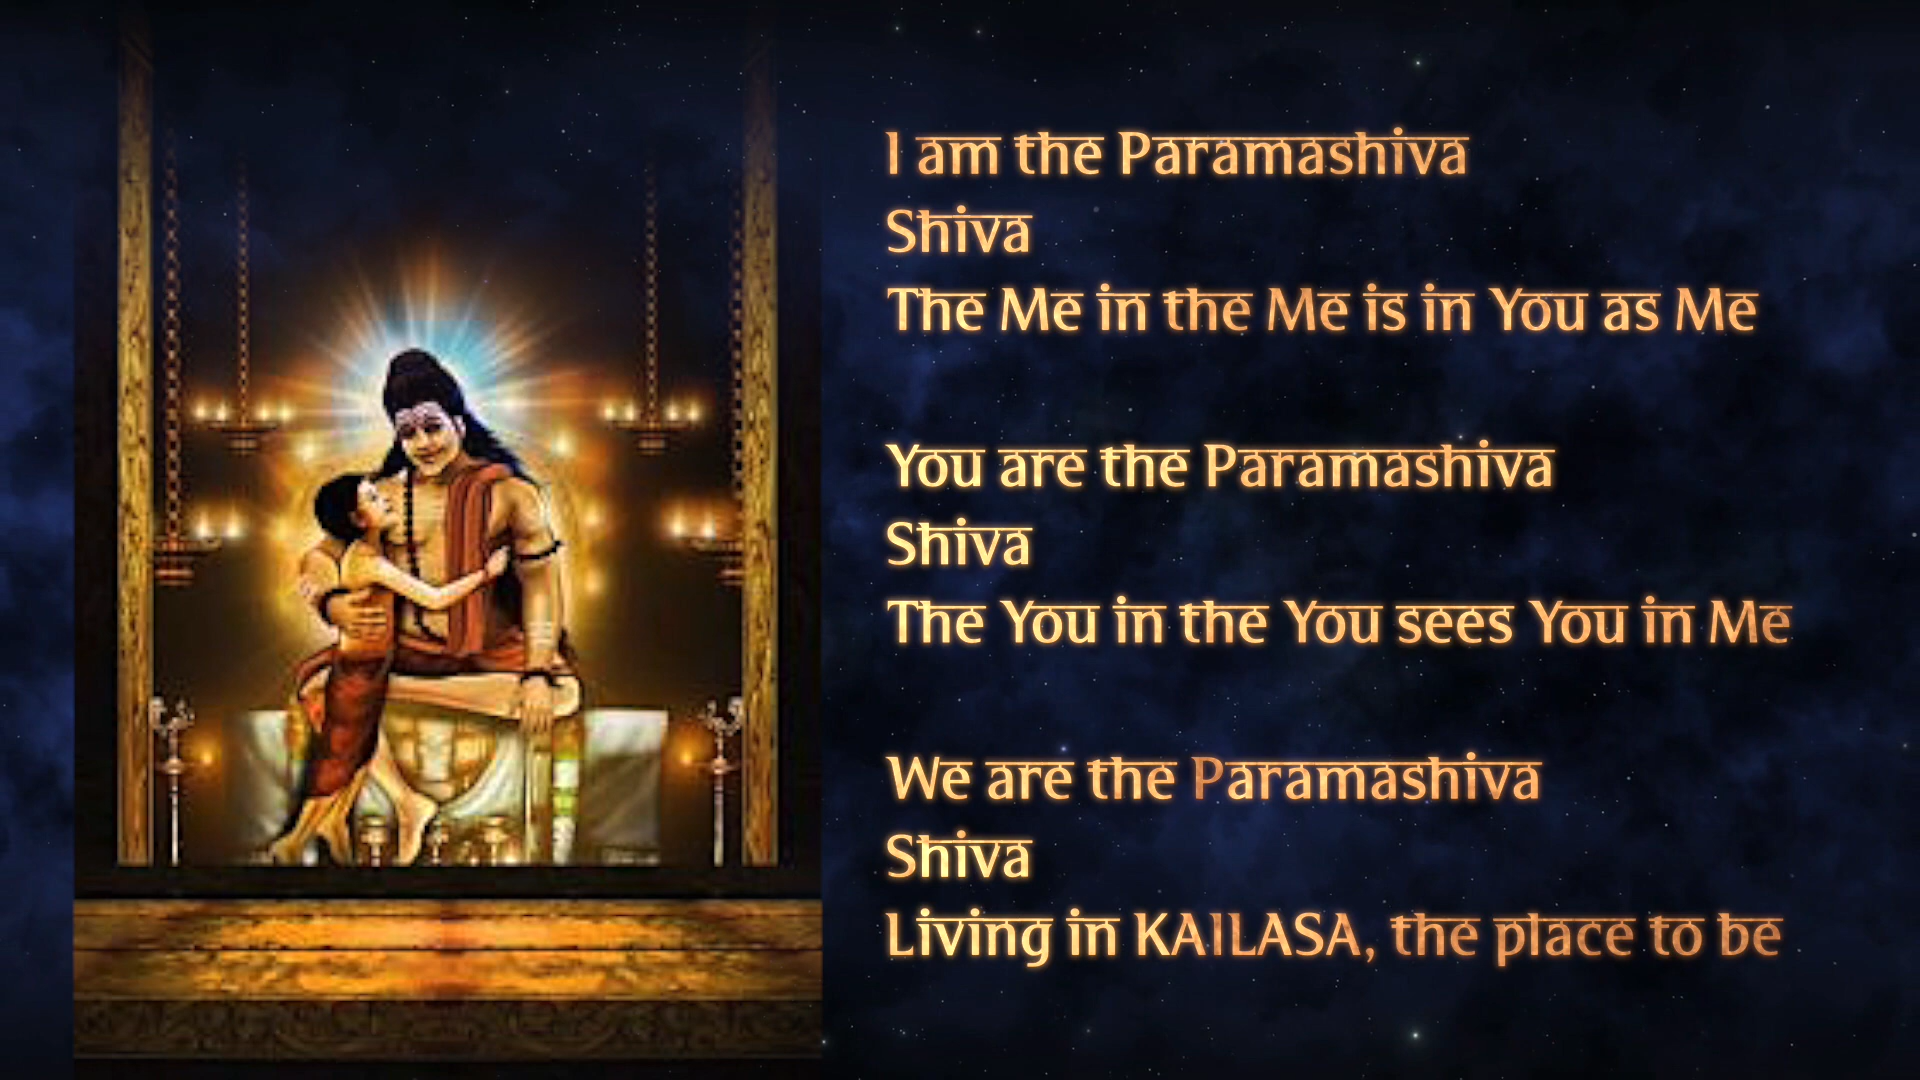 I am the Paramashiva
Shiva
The Me in the Me is in You as Me
You are the Paramashiva
Shiva
The You in the You sees You in Me
We are the Paramashiva
Shiva
Living in KAILASA, the place to be